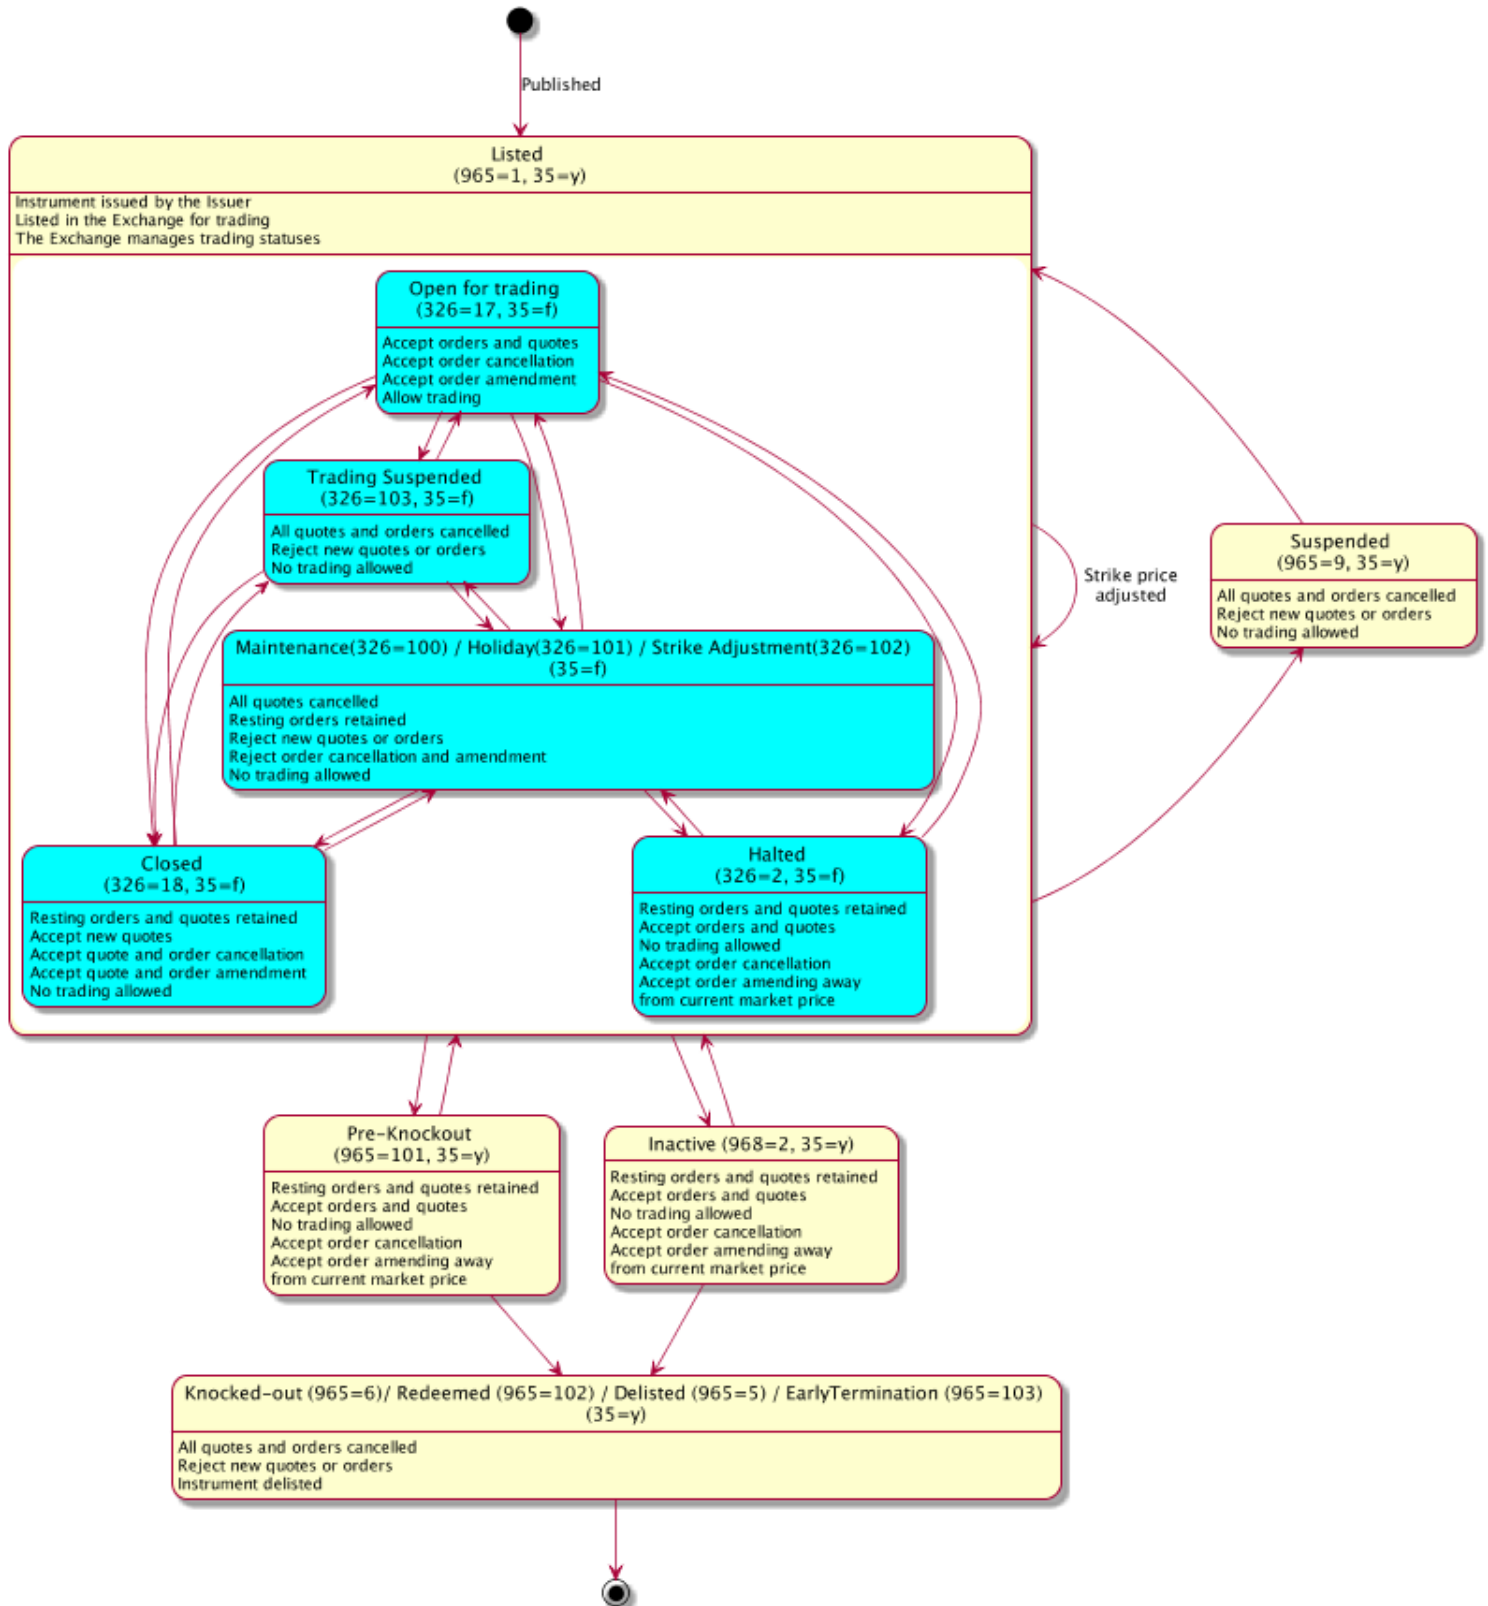 Published
Listed
(965=1, 35=y)
Instrument issued by the Issuer
Listed in the Exchange for trading
The Exchange manages trading statuses
Open for trading
(326=17, 35=f)
Accept orders and quotes
Accept order cancellation
Accept order amendment
Allow trading
Trading Suspended
(326=103, 35=f)
All quotes and orders cancelled
Reject new quotes or orders
No trading allowed
Strike price
adjusted
Suspended
(965=9, 35=y)
All quotes and orders cancelled
Reject new quotes or orders
No trading allowed
Maintenance(326=100) / Holiday(326=101) / Strike Adjustment(326=102)
(35=f)
All quotes cancelled
Resting orders retained
Reject new quotes or orders
Reject order cancellation and amendment
No trading allowed
Closed
(326=18, 35=f)
Resting orders and quotes retained
Accept new quotes
Accept quote and order cancellation
Accept quote and order amendment
No trading allowed
Halted
(326=2, 35=f)
Resting orders and quotes retained
Accept orders and quotes
No trading allowed
Accept order cancellation
Accept order amending away
from current market price
Pre-Knockout
(965=101, 35=y)
Resting orders and quotes retained
Accept orders and quotes
No trading allowed
Accept order cancellation
Accept order amending away
from current market price
Inactive (968=2, 35=y)
Resting orders and quotes retained
Accept orders and quotes
No trading allowed
Accept order cancellation
Accept order amending away
from current market price
Knocked-out (965=6)/ Redeemed (965=102) / Delisted (965=5) / EarlyTermination (965=103)
(35=y)
All quotes and orders cancelled
Reject new quotes or orders
Instrument delisted